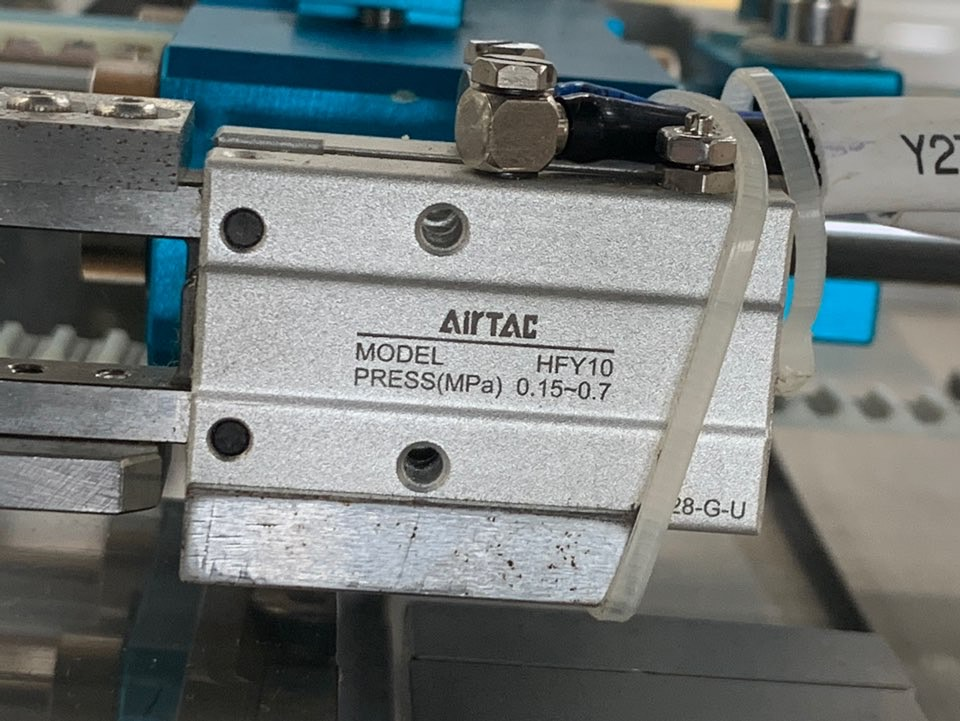 Y2
AirTAC
MODEL HFY10
PRESS(MPa) 0.15~0.7
28-G-U